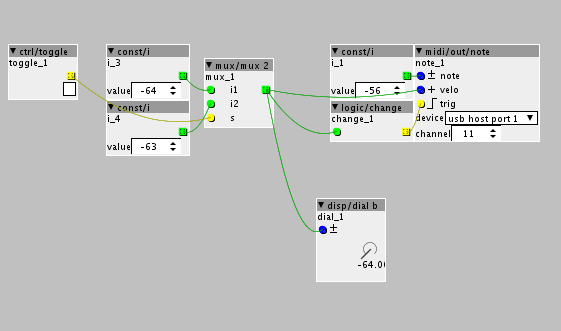 ctrl/toggle
toggle_1
const/i
i_3
value -64
const/i
i_4
value -63
mux/mux 2
mux_1
i1
i2
s
const/i
i_1
value -56
logic/change
change_1
midi/out/note
note_1
± note
+ velo
trig
device usb host port 1
channel 11
disp/dial b
dial_1
±
-64.00